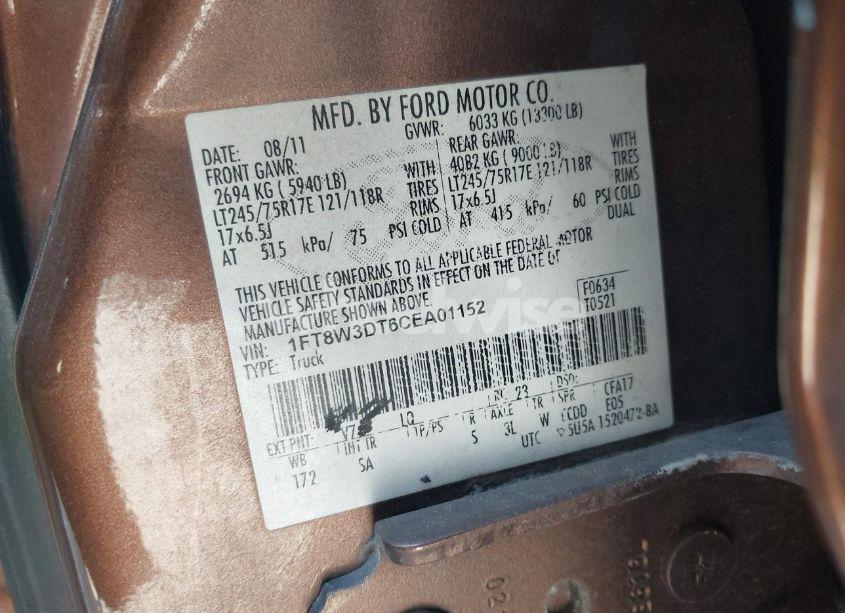 MFD. BY FORD MOTOR CO.
DATE: 08/11 GVWR: 6033 KG (13300 LB)
FRONT GAWR: REAR GAWR:
2694 KG ( 5940 LB) WITH 4082 KG ( 9000 LB) WITH
LT245/75R17E 121/118R TIRES LT245/75R17E 121/118R TIRES
17x6.5J RIMS 17x6.5J RIMS
AT 515 kPa/ 75 PSI COLD AT 415 kPa/ 60 PSI COLD
DUAL
THIS VEHICLE CONFORMS TO ALL APPLICABLE FEDERAL MOTOR
VEHICLE SAFETY STANDARDS IN EFFECT ON THE DATE OF
MANUFACTURE SHOWN ABOVE.
F0634
T0521
VIN: 1FT8W3DT6CEA01152
TYPE: Truck
EXT PNT: LQ RC: 23 DSO:
WB INT TR TP/PS R AXLE TR SPR CFA17
172 SA S 3L W CCDD E05
UTC 5U5A 1520472-BA